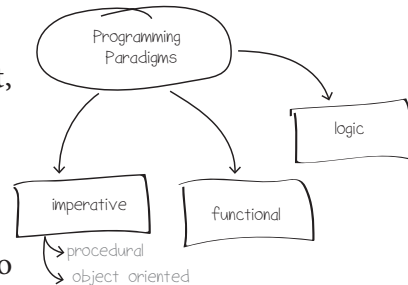 Programming
Paradigms
t,
logic
imperative
functional
procedural
object oriented
o